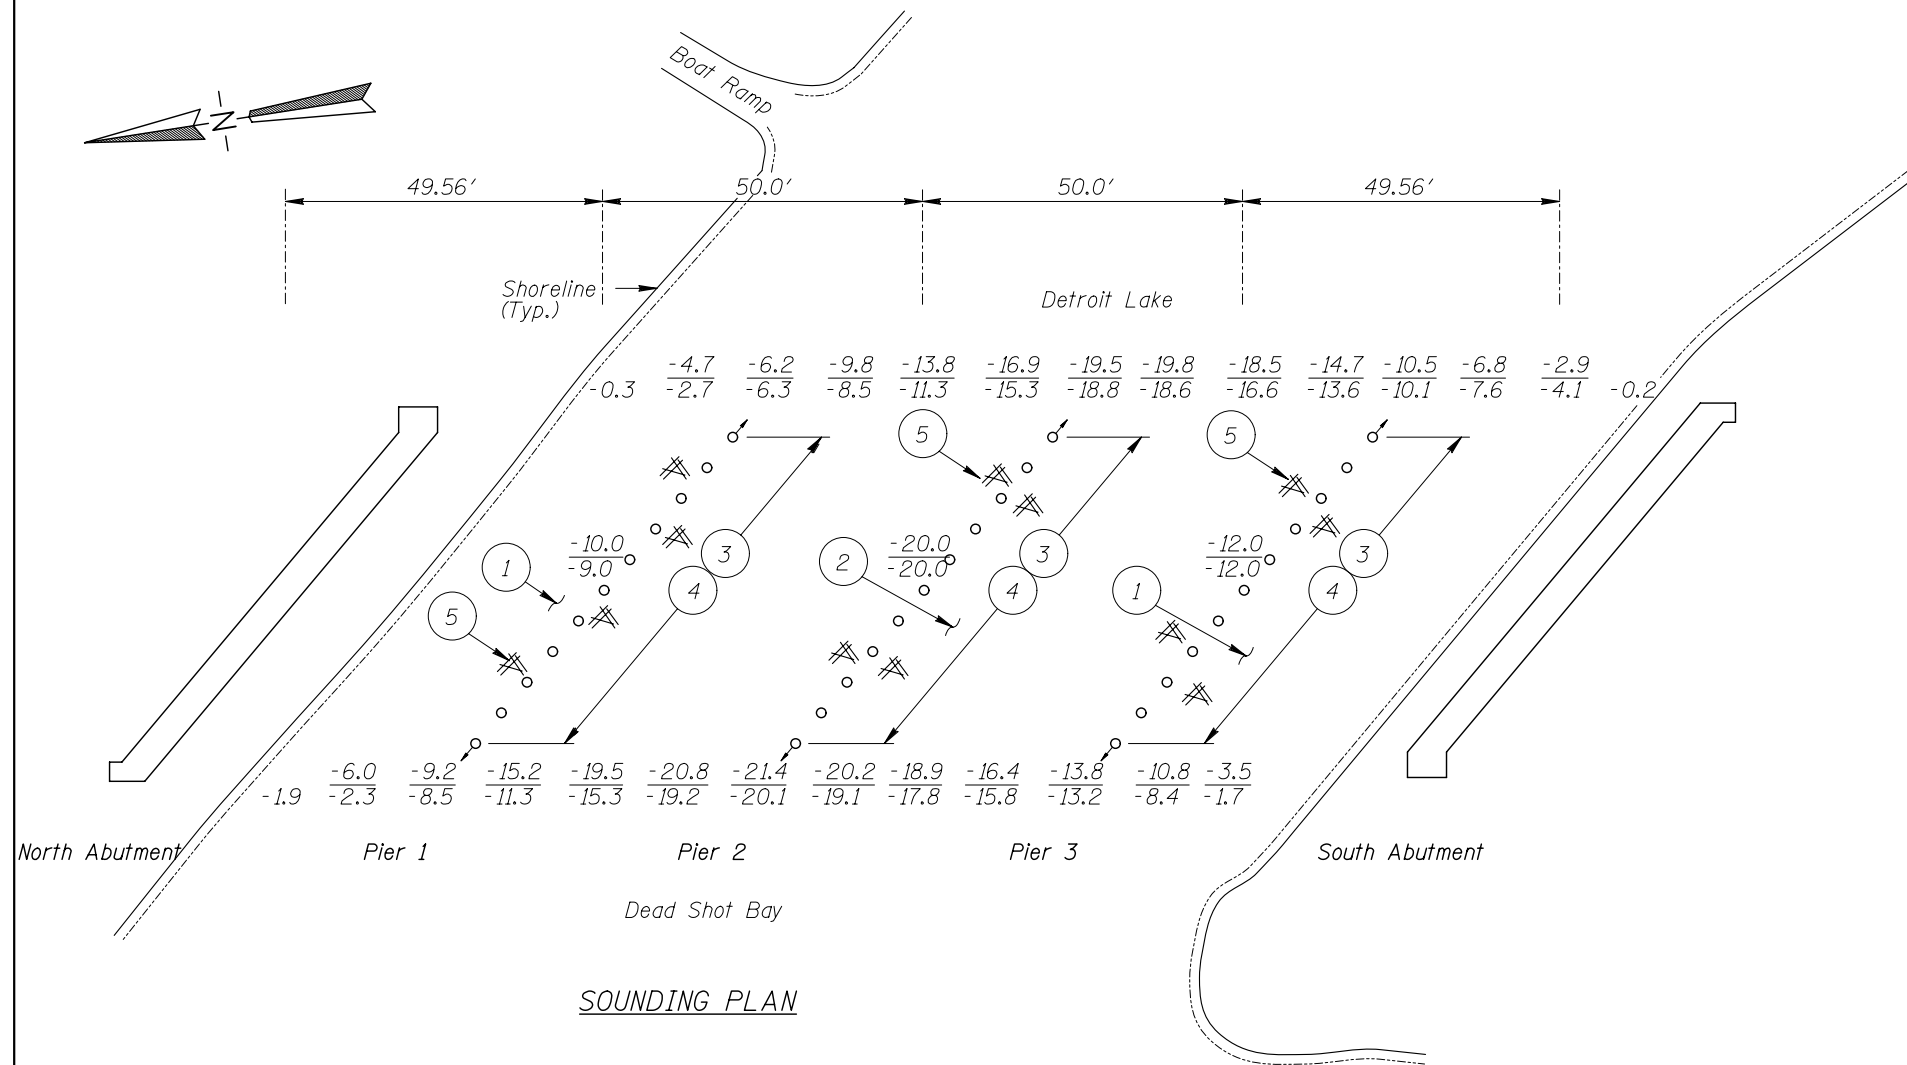 Boat Ramp
N
49.56' 50.0' 50.0' 49.56'
Shoreline
(Typ.)
Detroit Lake
-4.7 -6.2 -9.8 -13.8 -16.9 -19.5 -19.8 -18.5 -14.7 -10.5 -6.8 -2.9
-0.3 -2.7 -6.3 -8.5 -11.3 -15.3 -18.8 -18.6 -16.6 -13.6 -10.1 -7.6 -4.1 -0.2
5 5
-10.0 -20.0 -12.0
-9.0 -20.0 -12.0
1 3 2 3 3
4 4 1 4
5
-6.0 -9.2 -15.2 -19.5 -20.8 -21.4 -20.2 -18.9 -16.4 -13.8 -10.8 -3.5
-1.9 -2.3 -8.5 -11.3 -15.3 -19.2 -20.1 -19.1 -17.8 -15.8 -13.2 -8.4 -1.7
North Abutment Pier 1 Pier 2 Pier 3 South Abutment
Dead Shot Bay
SOUNDING PLAN